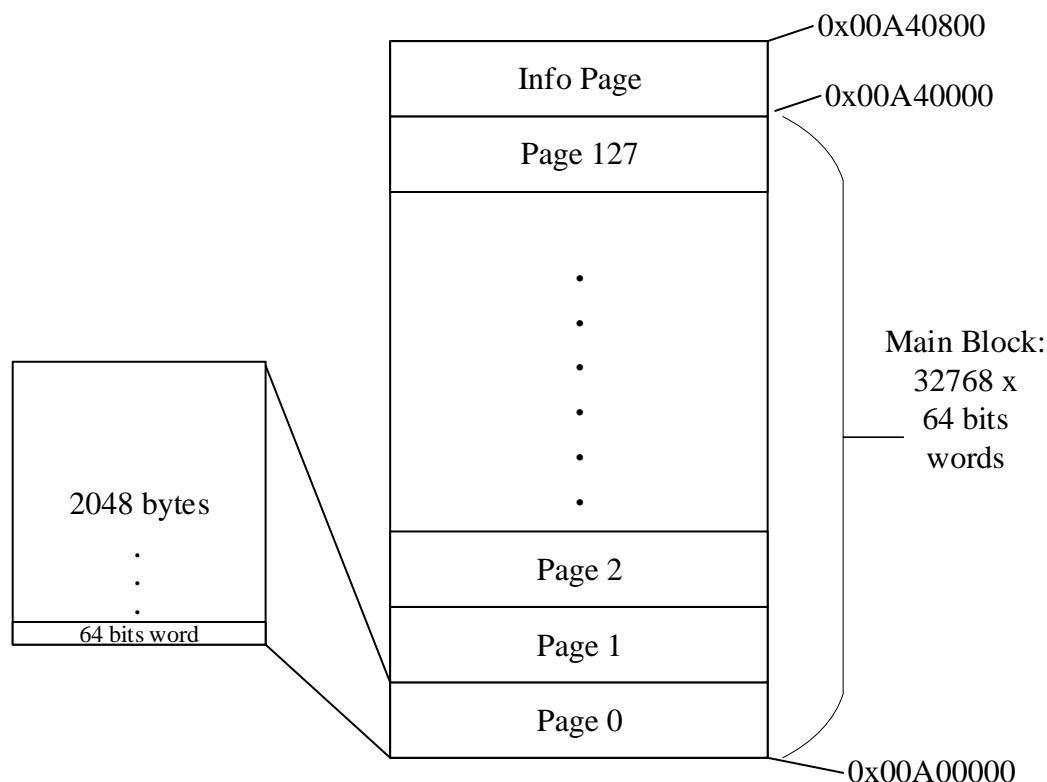 0x00A40800
Info Page
0x00A40000
Page 127
Main Block:
32768 x
64 bits
words
2048 bytes
Page 2
64 bits word
Page 1
Page 0
0x00A00000